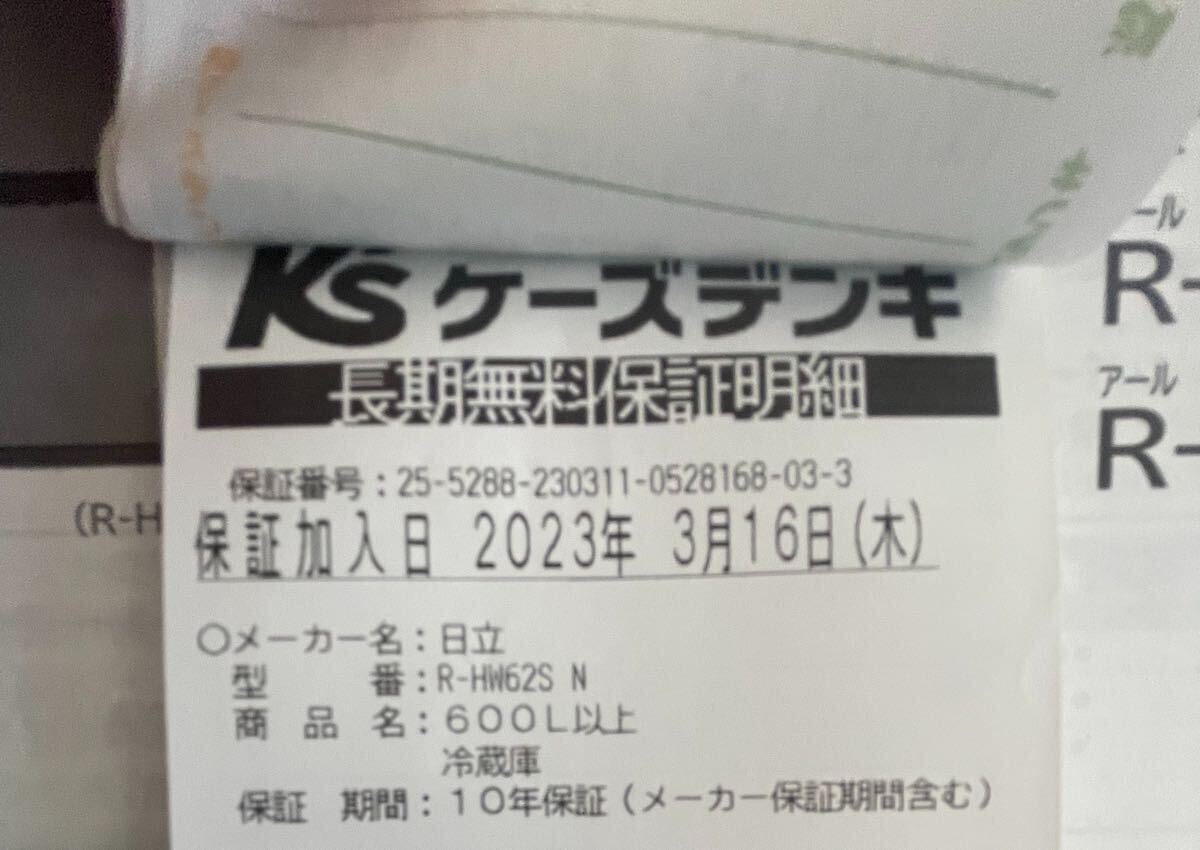 K's ケーズデンキ
長期無料保証明細
保証番号：25-5288-230311-0528168-03-3
保証加入日 2023年 3月16日(木)
○メーカー名：日立
型 番：R-HW62S N
商 品 名：600L以上
冷蔵庫
保証 期間：10年保証(メーカー保証期間含む)
(R-H
ール
R-
アール
R-